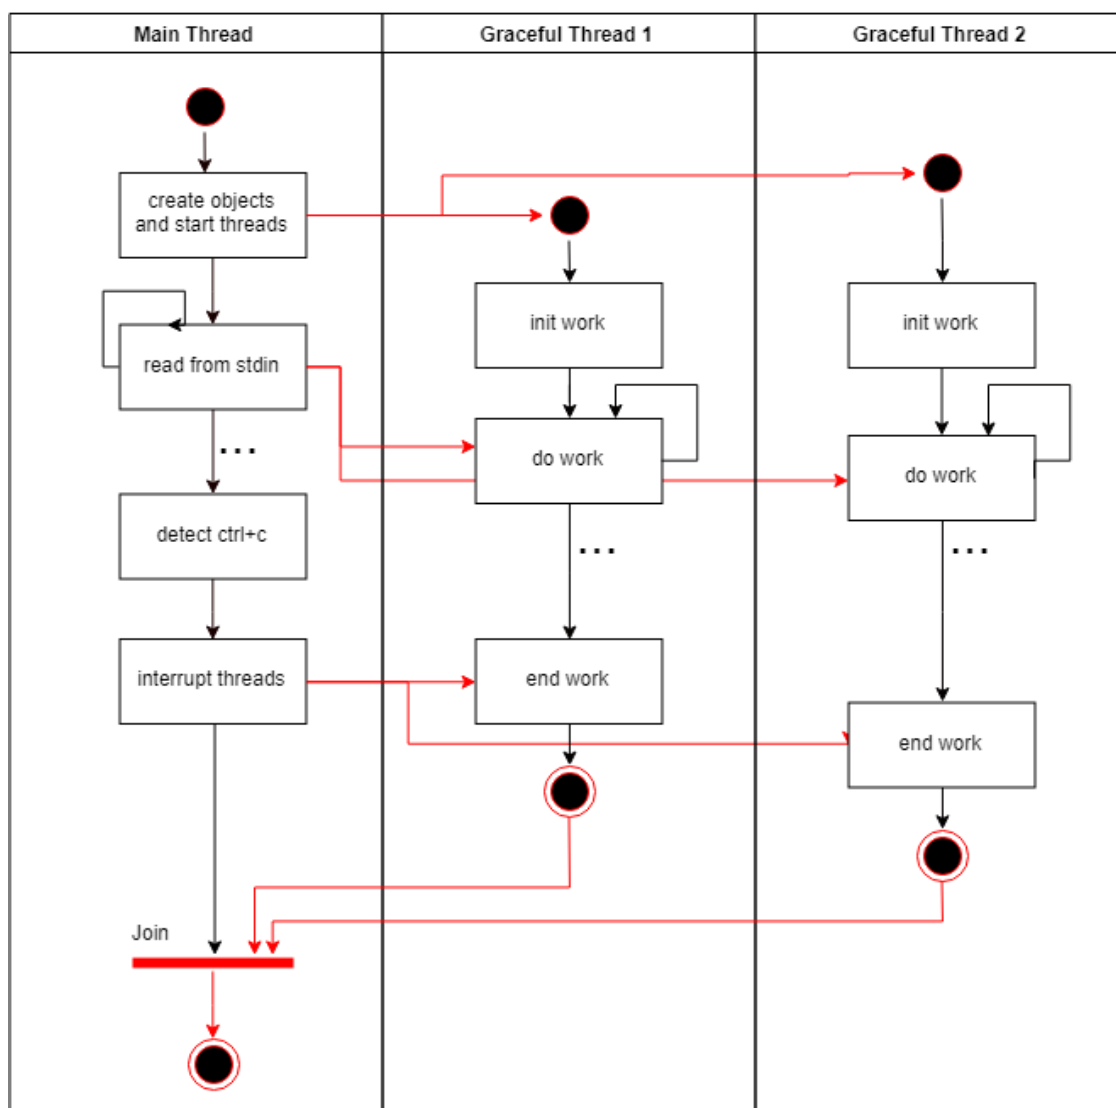 Main Thread
Graceful Thread 1
Graceful Thread 2
create objects
and start threads
init work
init work
read from stdin
do work
do work
...
detect ctrl+c
...
...
interrupt threads
end work
end work
Join